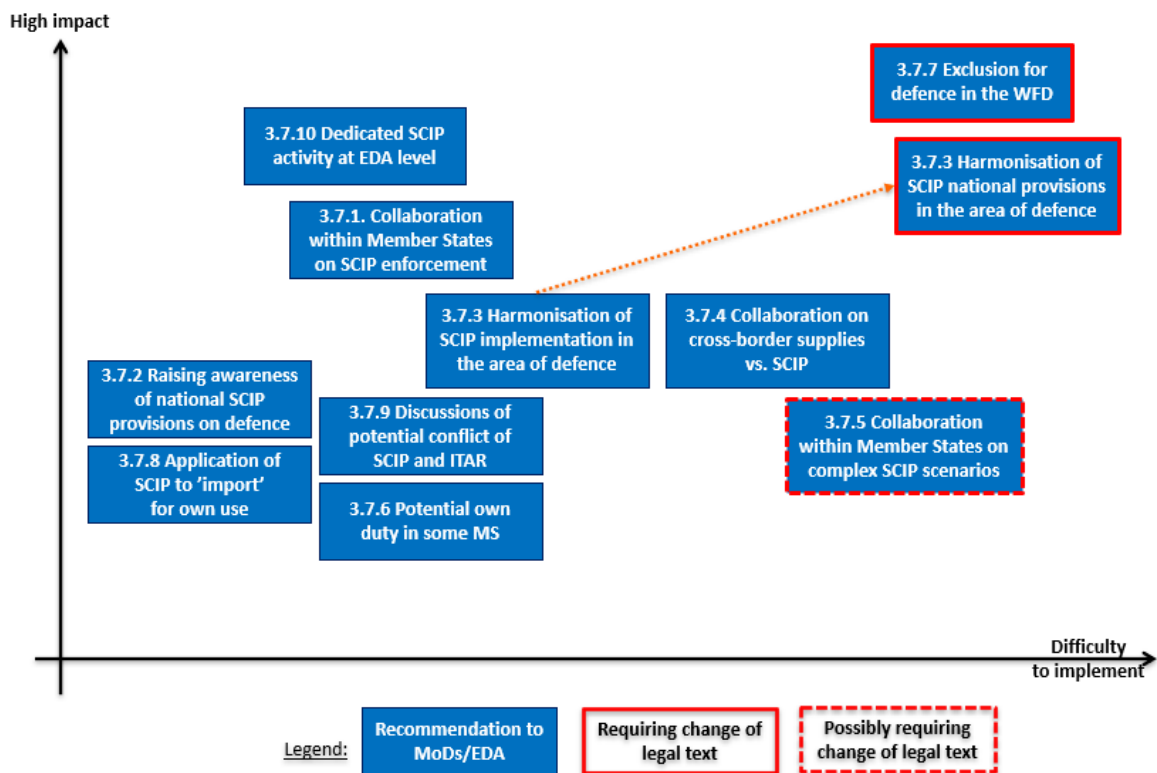 High impact
3.7.7 Exclusion for
defence in the WFD
3.7.10 Dedicated SCIP
activity at EDA level
3.7.3 Harmonisation of
SCIP national provisions
in the area of defence
3.7.1. Collaboration
within Member States
on SCIP enforcement
3.7.3 Harmonisation of
SCIP implementation in
the area of defence
3.7.4 Collaboration on
cross-border supplies
vs. SCIP
3.7.2 Raising awareness
of national SCIP
provisions on defence
3.7.9 Discussions of
potential conflict of
SCIP and ITAR
3.7.5 Collaboration
within Member States on
complex SCIP scenarios
3.7.8 Application of
SCIP to ’import’
for own use
3.7.6 Potential own
duty in some MS
Difficulty
to implement
Legend:
Recommendation to
MoDs/EDA
Requiring change of
legal text
Possibly requiring
change of legal text